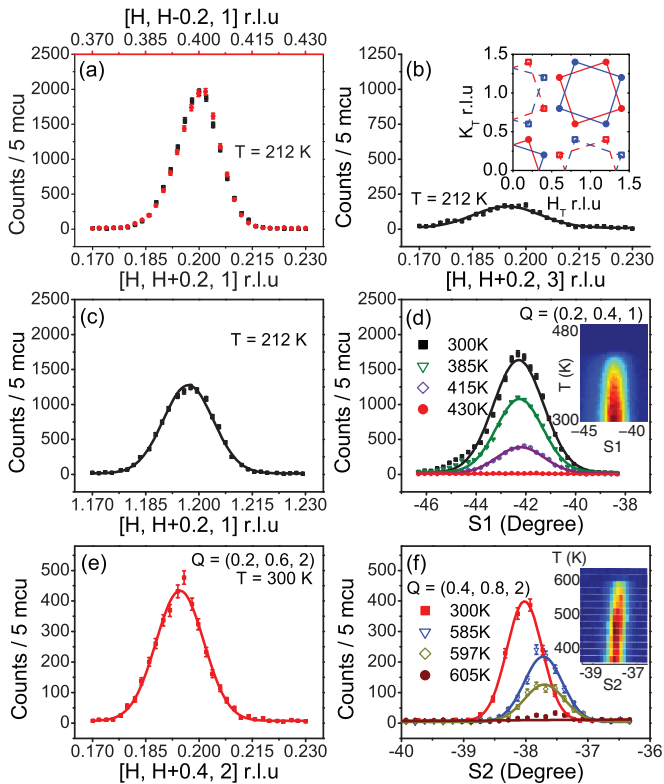 [H, H-0.2, 1] r.l.u
0.370 0.385 0.400 0.415 0.430
2500
2000
1500
1000
500
0
Counts / 5 mcu
(a)
T = 212 K
0.170 0.185 0.200 0.215 0.230
[H, H+0.2, 1] r.l.u
1250
1000
750
500
250
0
Counts / 5 mcu
(b)
T = 212 K
1.5
1.0
0.5
0.0
K_T r.l.u
0.0 0.5 1.0 1.5
H_T r.l.u
0.170 0.185 0.200 0.215 0.230
[H, H+0.2, 3] r.l.u
2500
2000
1500
1000
500
0
Counts / 5 mcu
(c)
T = 212 K
1.170 1.185 1.200 1.215 1.230
[H, H+0.2, 1] r.l.u
2500
2000
1500
1000
500
0
Counts / 5 mcu
(d)
Q = (0.2, 0.4, 1)
300K
385K
415K
430K
480
T (K)
300
-45 -40
S1
-46 -44 -42 -40 -38
S1 (Degree)
500
400
300
200
100
0
Counts / 5 mcu
(e)
Q = (0.2, 0.6, 2)
T = 300 K
0.170 0.185 0.200 0.215 0.230
[H, H+0.4, 2] r.l.u
500
400
300
200
100
0
Counts / 5 mcu
(f)
Q = (0.4, 0.8, 2)
300K
585K
597K
605K
T (K)
600
500
400
-39 -37
S2
-40 -39 -38 -37 -36
S2 (Degree)